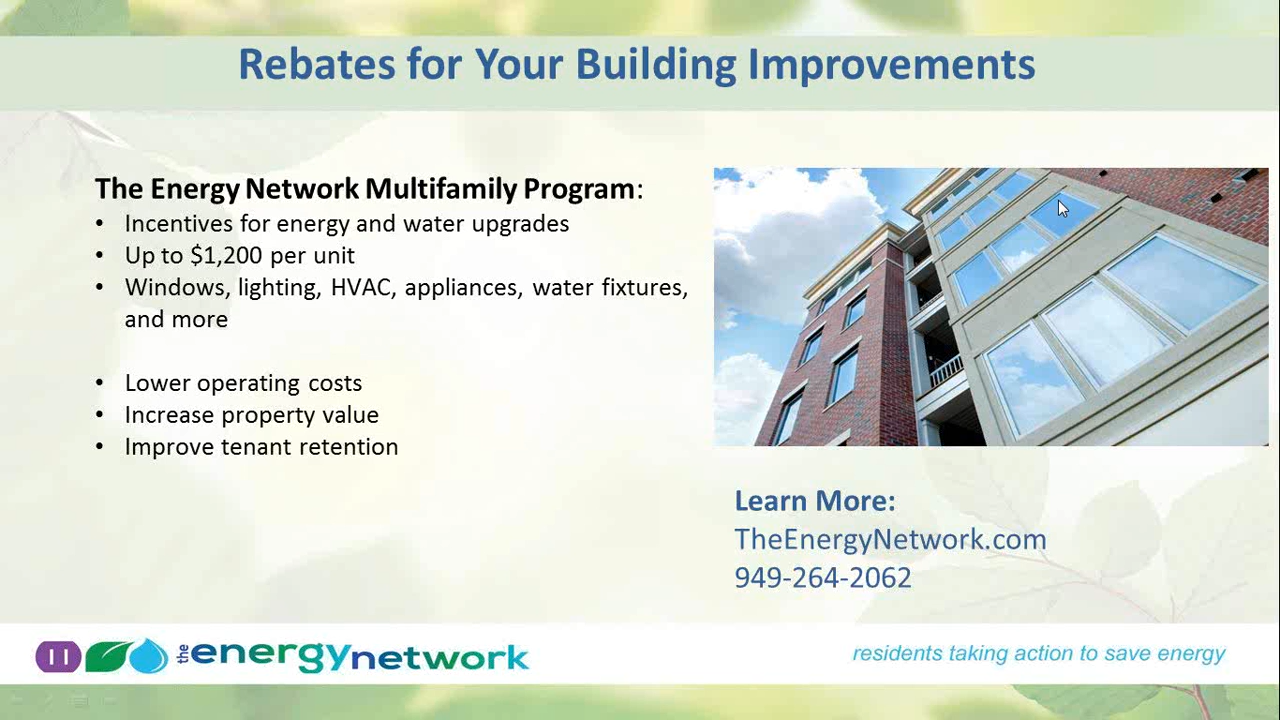 Rebates for Your Building Improvements
The Energy Network Multifamily Program:
• Incentives for energy and water upgrades
• Up to $1,200 per unit
• Windows, lighting, HVAC, appliances, water fixtures,
and more
• Lower operating costs
• Increase property value
• Improve tenant retention
Learn More:
TheEnergyNetwork.com
949-264-2062
the energynetwork
residents taking action to save energy